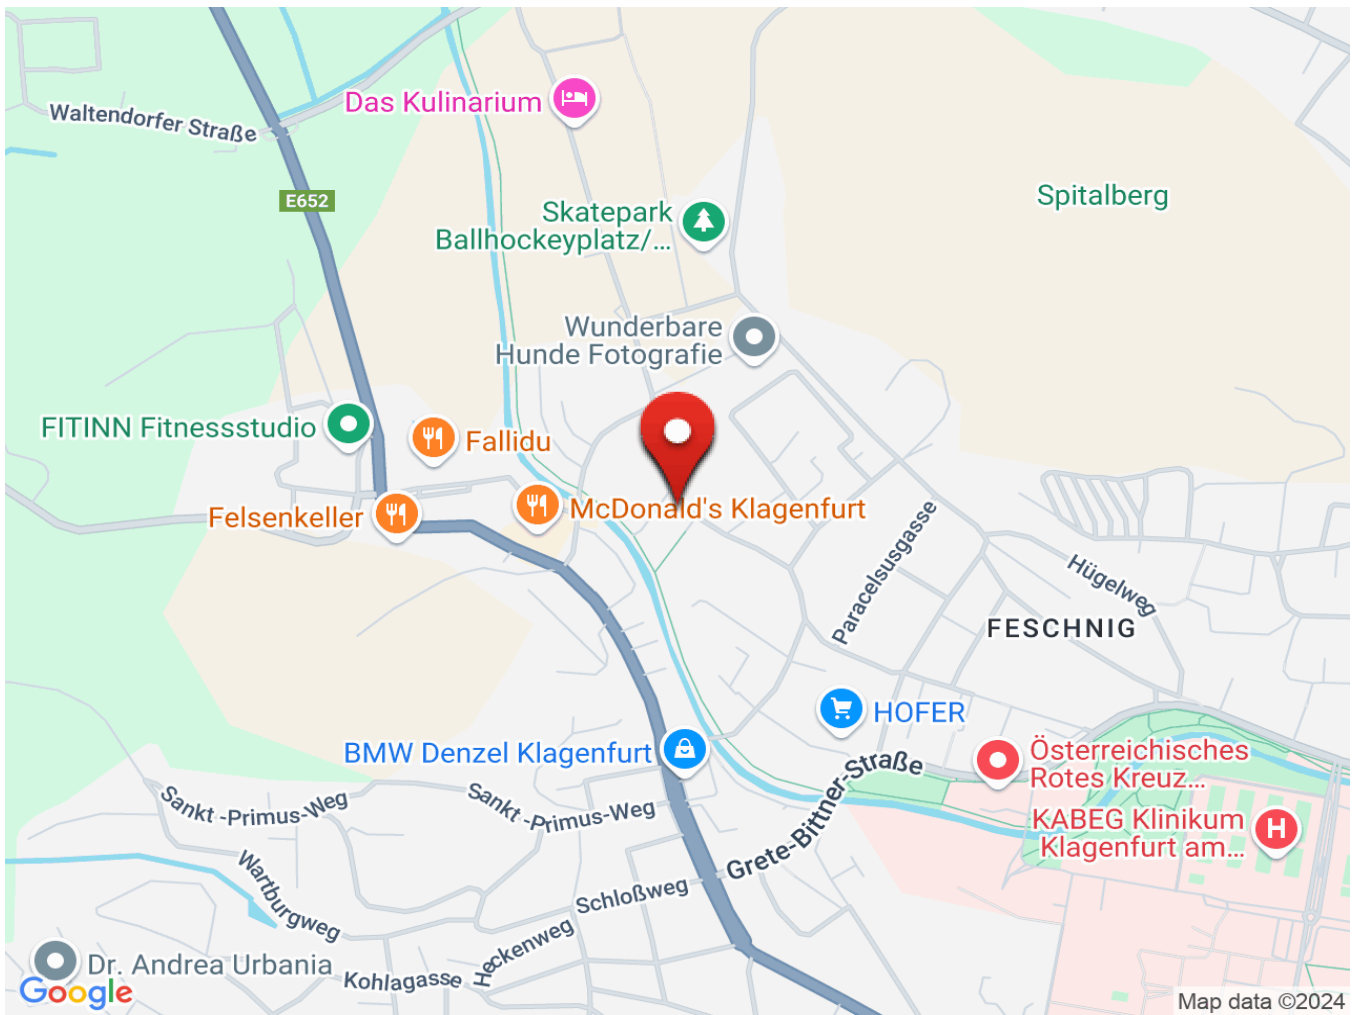 Das Kulinarium
Waltendorfer Straße
E652
Spitalberg
Skatepark
Ballhockeyplatz/...
Wunderbare
Hunde Fotografie
FITINN Fitnessstudio
Fallidu
Felsenkeller
McDonald's Klagenfurt
Paracelsusgasse
Hügelweg
FESCHNIG
HOFER
BMW Denzel Klagenfurt
Österreichisches
Rotes Kreuz...
Sankt -Primus-Weg
Sankt -Primus-Weg
Grete-Bittner-Straße
KABEG Klinikum
Klagenfurt am...
H
Wartburgweg
Schloßweg
Heckenweg
Dr. Andrea Urbania
Kohlagasse
Google
Map data ©2024